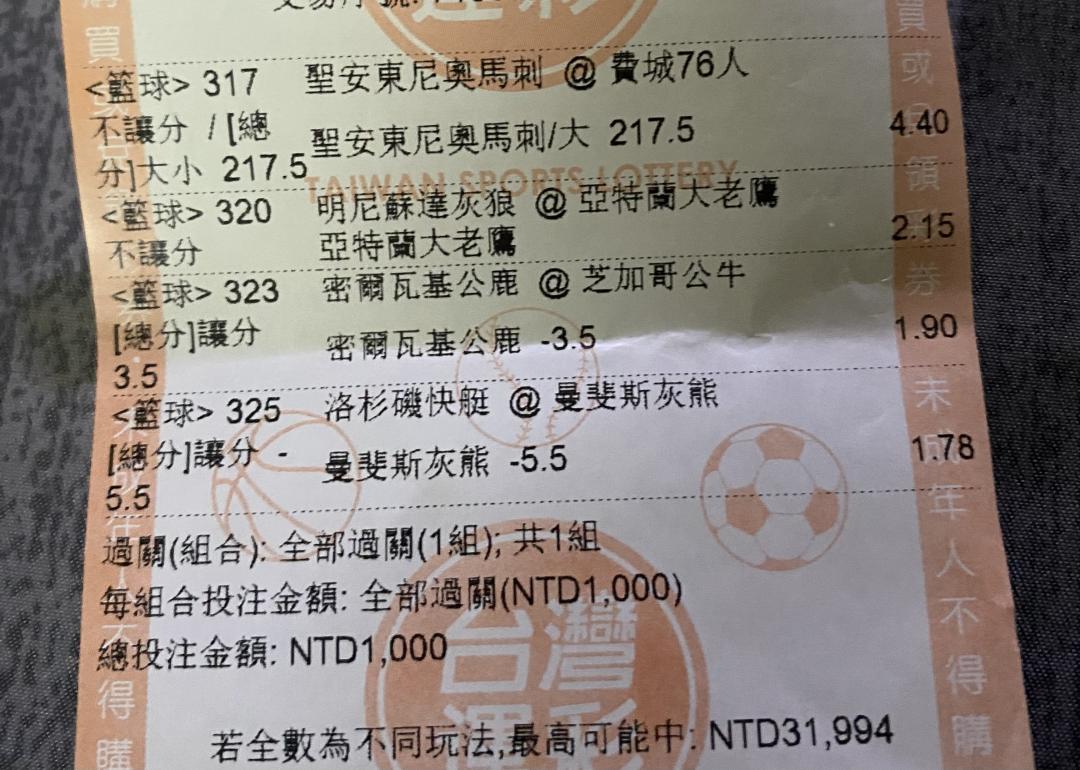 <籃球> 317 聖安東尼奧馬刺 @ 費城76人
不讓分 / [總
分]大小 217.5 聖安東尼奧馬刺/大 217.5 4.40
TAIWAN SPORTS LOTTERY
<籃球> 320 明尼蘇達灰狼 @ 亞特蘭大老鷹
不讓分 亞特蘭大老鷹 2.15
<籃球> 323 密爾瓦基公鹿 @ 芝加哥公牛
[總分]讓分 密爾瓦基公鹿 -3.5 1.90
3.5
<籃球> 325 洛杉磯快艇 @ 曼斐斯灰熊
[總分]讓分 - 曼斐斯灰熊 -5.5 1.78
5.5
過關(組合): 全部過關(1組); 共1組
每組合投注金額: 全部過關(NTD1,000)
總投注金額: NTD1,000
台灣
運彩
若全數為不同玩法,最高可能中: NTD31,994